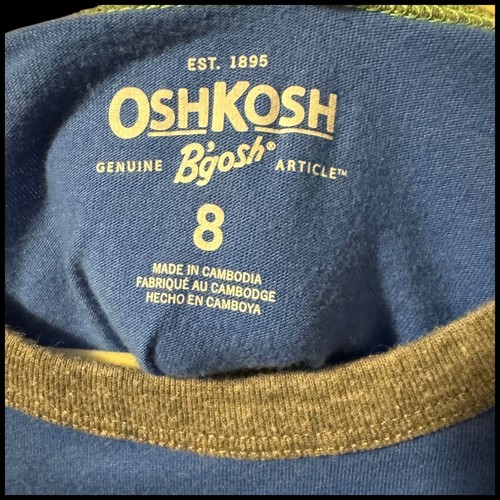 EST. 1895
OSHKOSH
GENUINE B'gosh® ARTICLE™
8
MADE IN CAMBODIA
FABRIQUÉ AU CAMBODGE
HECHO EN CAMBOYA